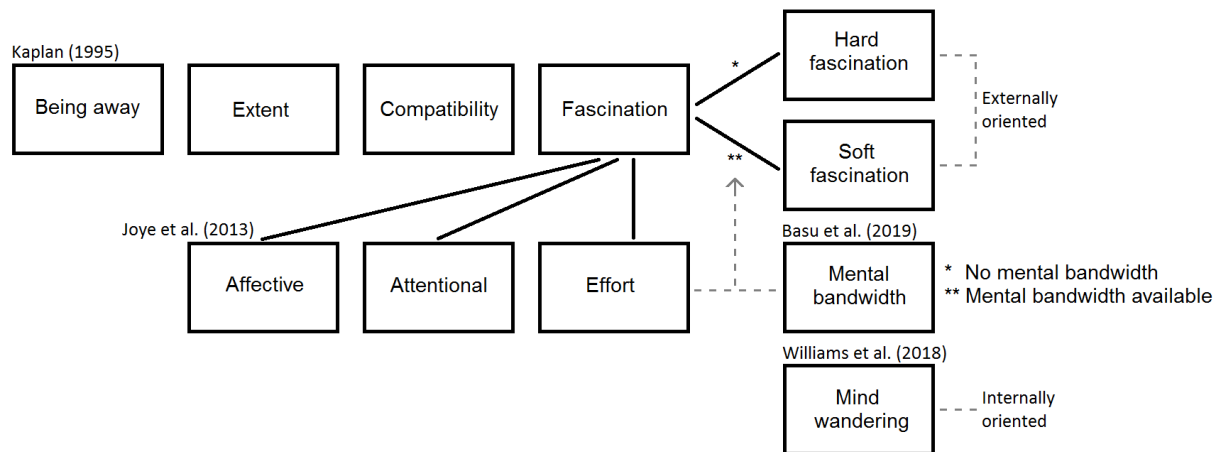 Kaplan (1995)
Being away
Extent
Compatibility
Fascination
*
**
Hard
fascination
Soft
fascination
Externally
oriented
Joye et al. (2013)
Affective
Attentional
Effort
Basu et al. (2019)
Mental
bandwidth
* No mental bandwidth
** Mental bandwidth available
Williams et al. (2018)
Mind
wandering
Internally
oriented